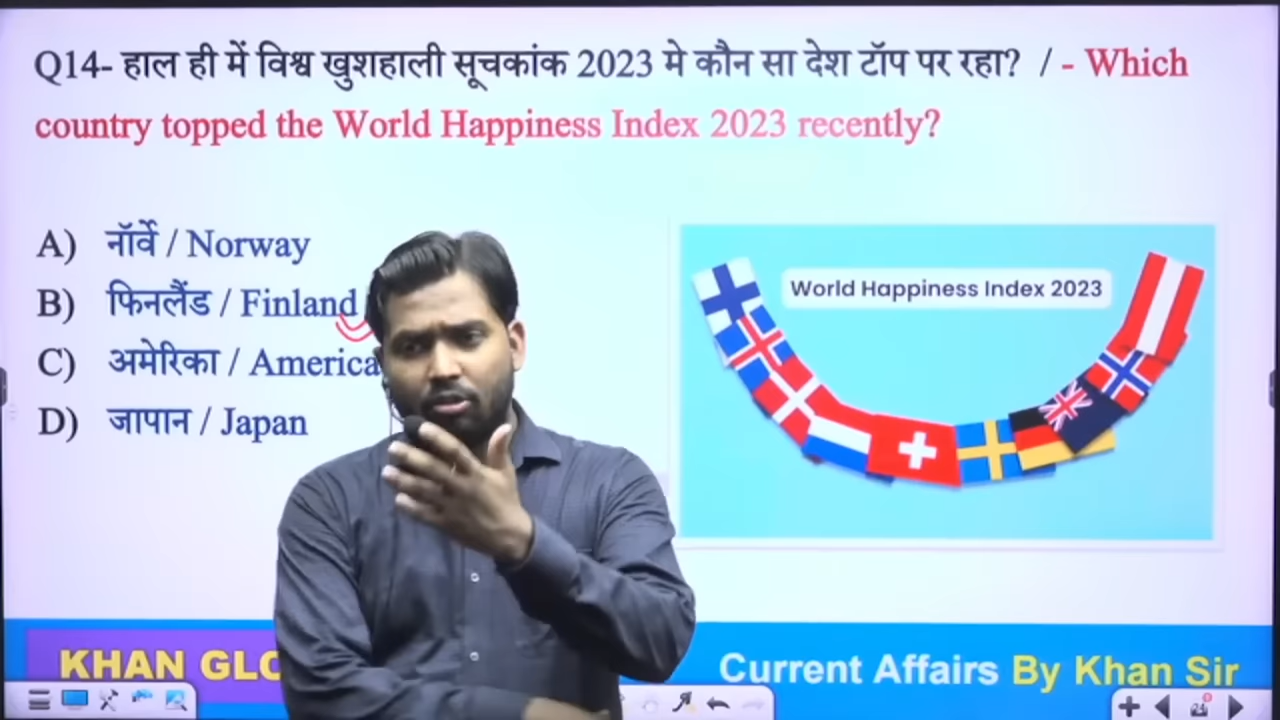 Q14- हाल ही में विश्व खुशहाली सूचकांक 2023 मे कौन सा देश टॉप पर रहा? / - Which
country topped the World Happiness Index 2023 recently?
A) नॉर्वे / Norway
B) फिनलैंड / Finland
C) अमेरिका / America
D) जापान / Japan
World Happiness Index 2023
KHAN GLO
Current Affairs By Khan Sir